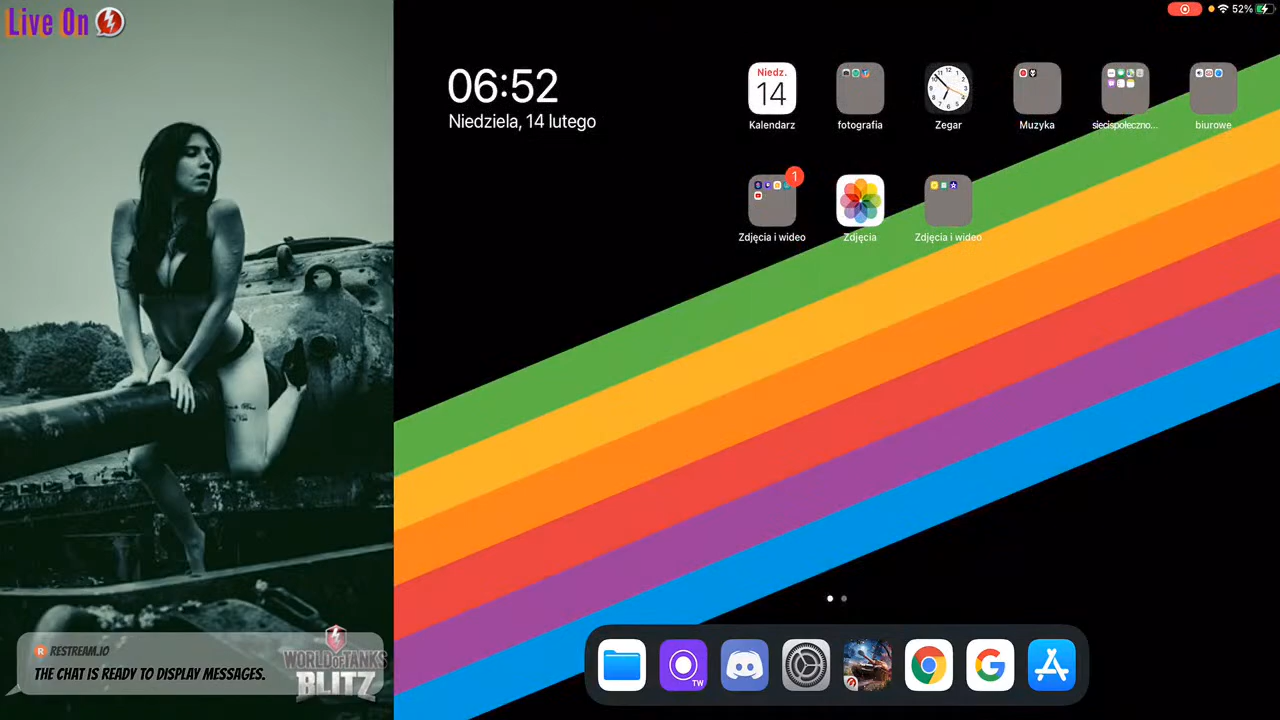 Live On
52%
06:52
Niedziela, 14 lutego
Niedz.
14
Kalendarz
fotografia
Zegar
Muzyka
siecispołeczno...
biurowe
1
Zdjęcia i wideo
Zdjęcia
Zdjęcia i wideo
R RESTREAM.IO
THE CHAT IS READY TO DISPLAY MESSAGES.
WORLD OF TANKS
BLITZ
TW